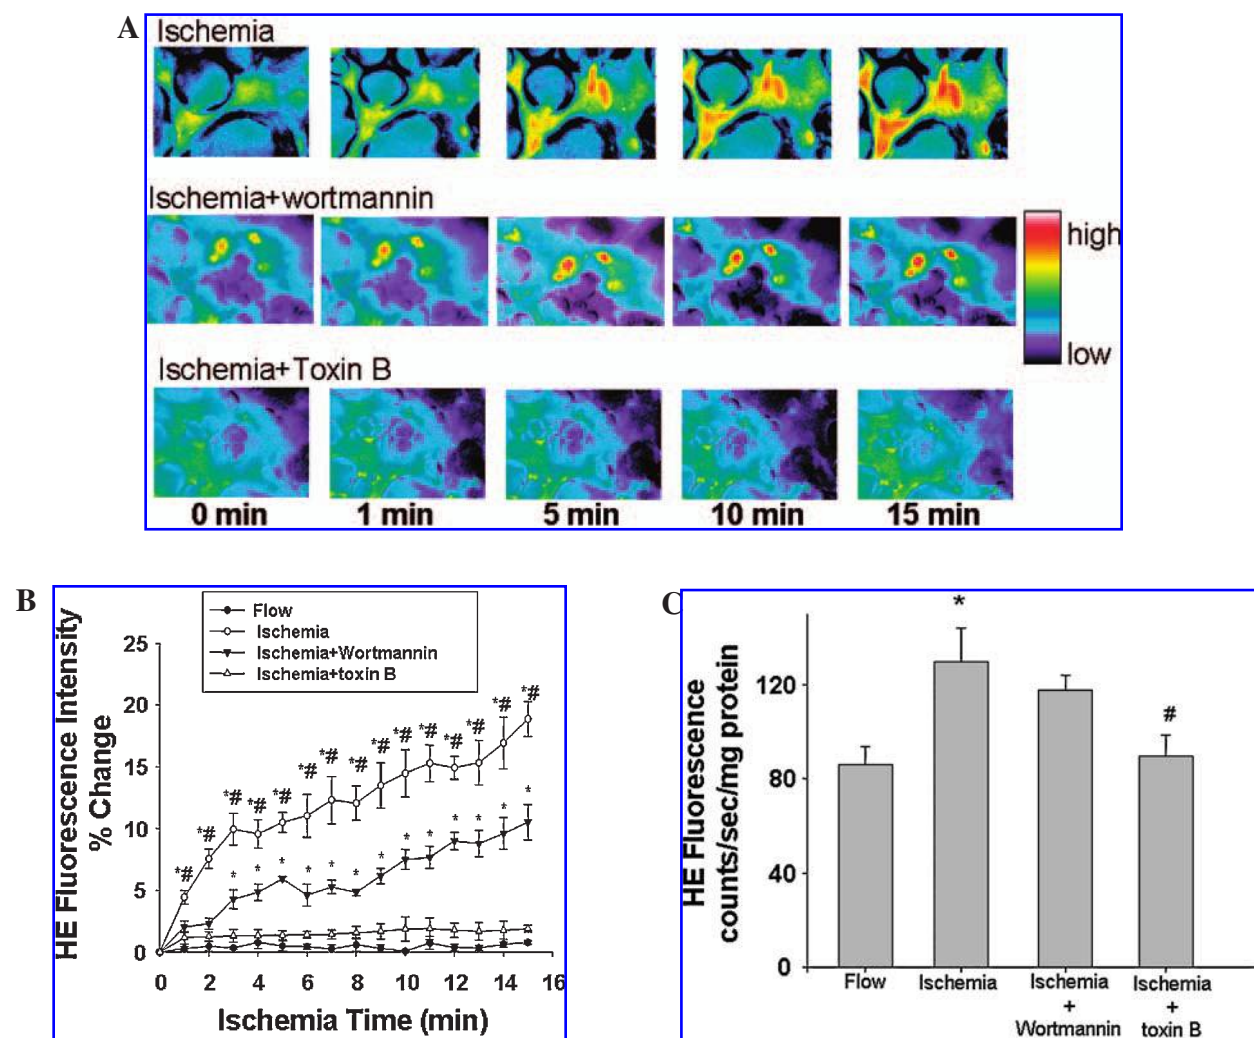 A
Ischemia
Ischemia+wortmannin
high
low
Ischemia+Toxin B
0 min 1 min 5 min 10 min 15 min
B
Flow
Ischemia
Ischemia+Wortmannin
Ischemia+toxin B
HE Fluorescence Intensity
% Change
25
20
15
10
5
0
*# *# *# *# *# *# *# *# *# *# *# *# *# *# *#
* * * * * * * * * * * * *
0 2 4 6 8 10 12 14 16
Ischemia Time (min)
C
HE Fluorescence
counts/sec/mg protein
120
80
40
0
*
#
Flow Ischemia Ischemia Ischemia
+ +
Wortmannin toxin B